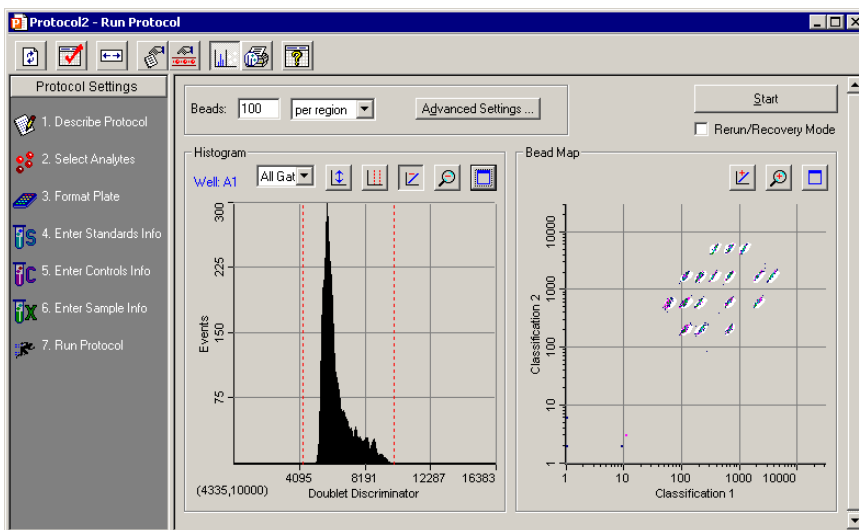 Protocol2 - Run Protocol
Protocol Settings
1. Describe Protocol
2. Select Analytes
3. Format Plate
4. Enter Standards Info
5. Enter Controls Info
6. Enter Sample Info
7. Run Protocol
Beads: 100 per region Advanced Settings ...
Start
Rerun/Recovery Mode
Histogram
Well: A1 All Gat
300
225
150
75
Events
4095 8191 12287 16383
(4335,10000) Doublet Discriminator
Bead Map
10000
1000
100
10
1
Classification 2
1 10 100 1000 10000
Classification 1